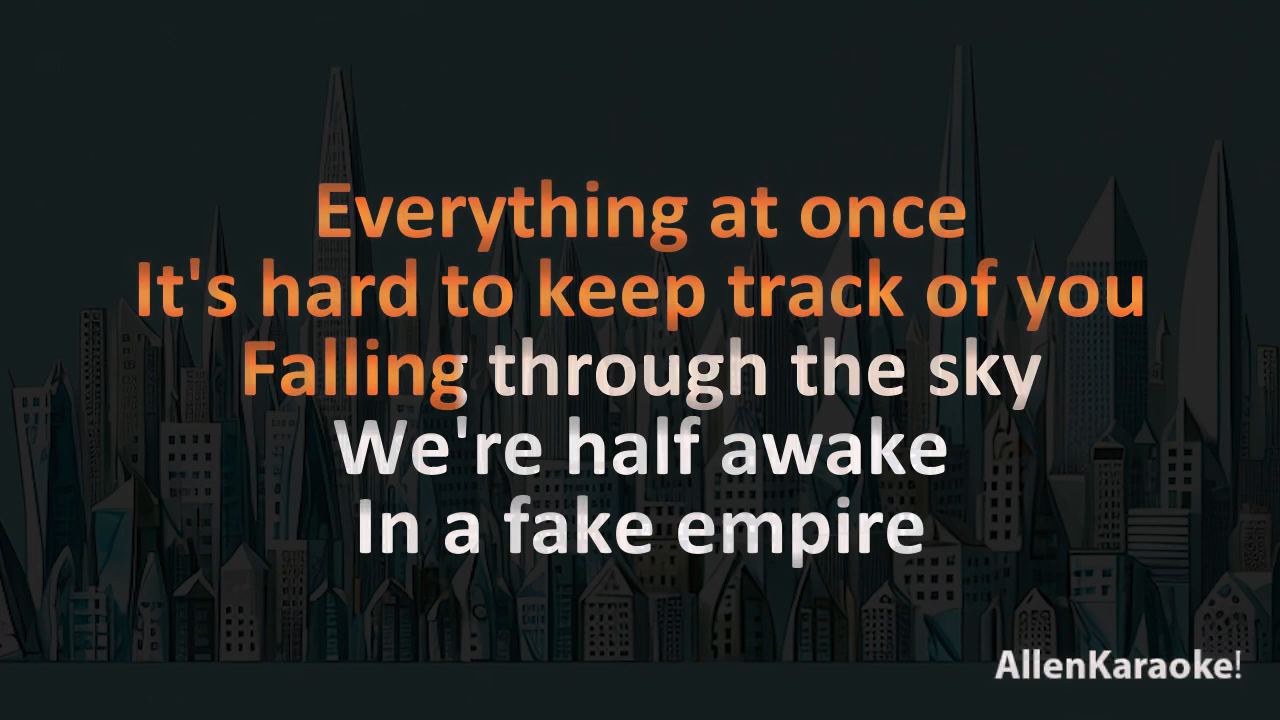 Everything at once
It's hard to keep track of you
Falling through the sky
We're half awake
In a fake empire
AllenKaraoke!